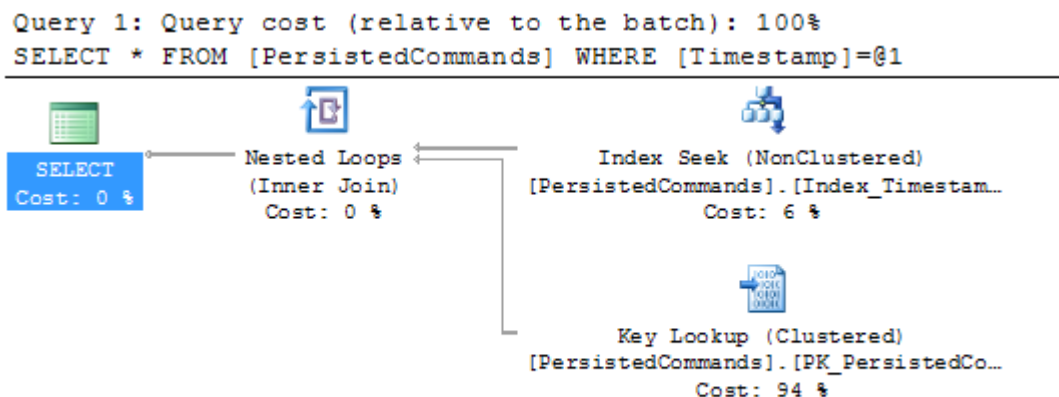 Query 1: Query cost (relative to the batch): 100%
SELECT * FROM [PersistedCommands] WHERE [Timestamp]=@1
SELECT
Cost: 0 %
Nested Loops
(Inner Join)
Cost: 0 %
Index Seek (NonClustered)
[PersistedCommands].[Index_Timestam…
Cost: 6 %
Key Lookup (Clustered)
[PersistedCommands].[PK_PersistedCo…
Cost: 94 %